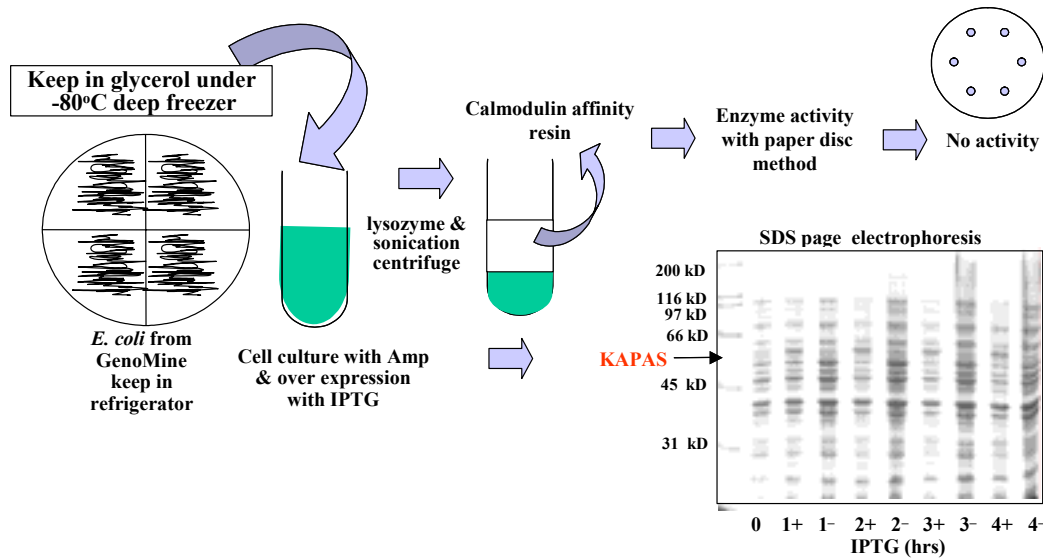 Keep in glycerol under
-80°C deep freezer
Calmodulin affinity
resin
Enzyme activity
with paper disc
method
No activity
lysozyme &
sonication
centrifuge
E. coli from
GenoMine
keep in
refrigerator
Cell culture with Amp
& over expression
with IPTG
SDS page electrophoresis
200 kD
116 kD
97 kD
66 kD
KAPAS
45 kD
31 kD
0 1+ 1- 2+ 2- 3+ 3- 4+ 4-
IPTG (hrs)